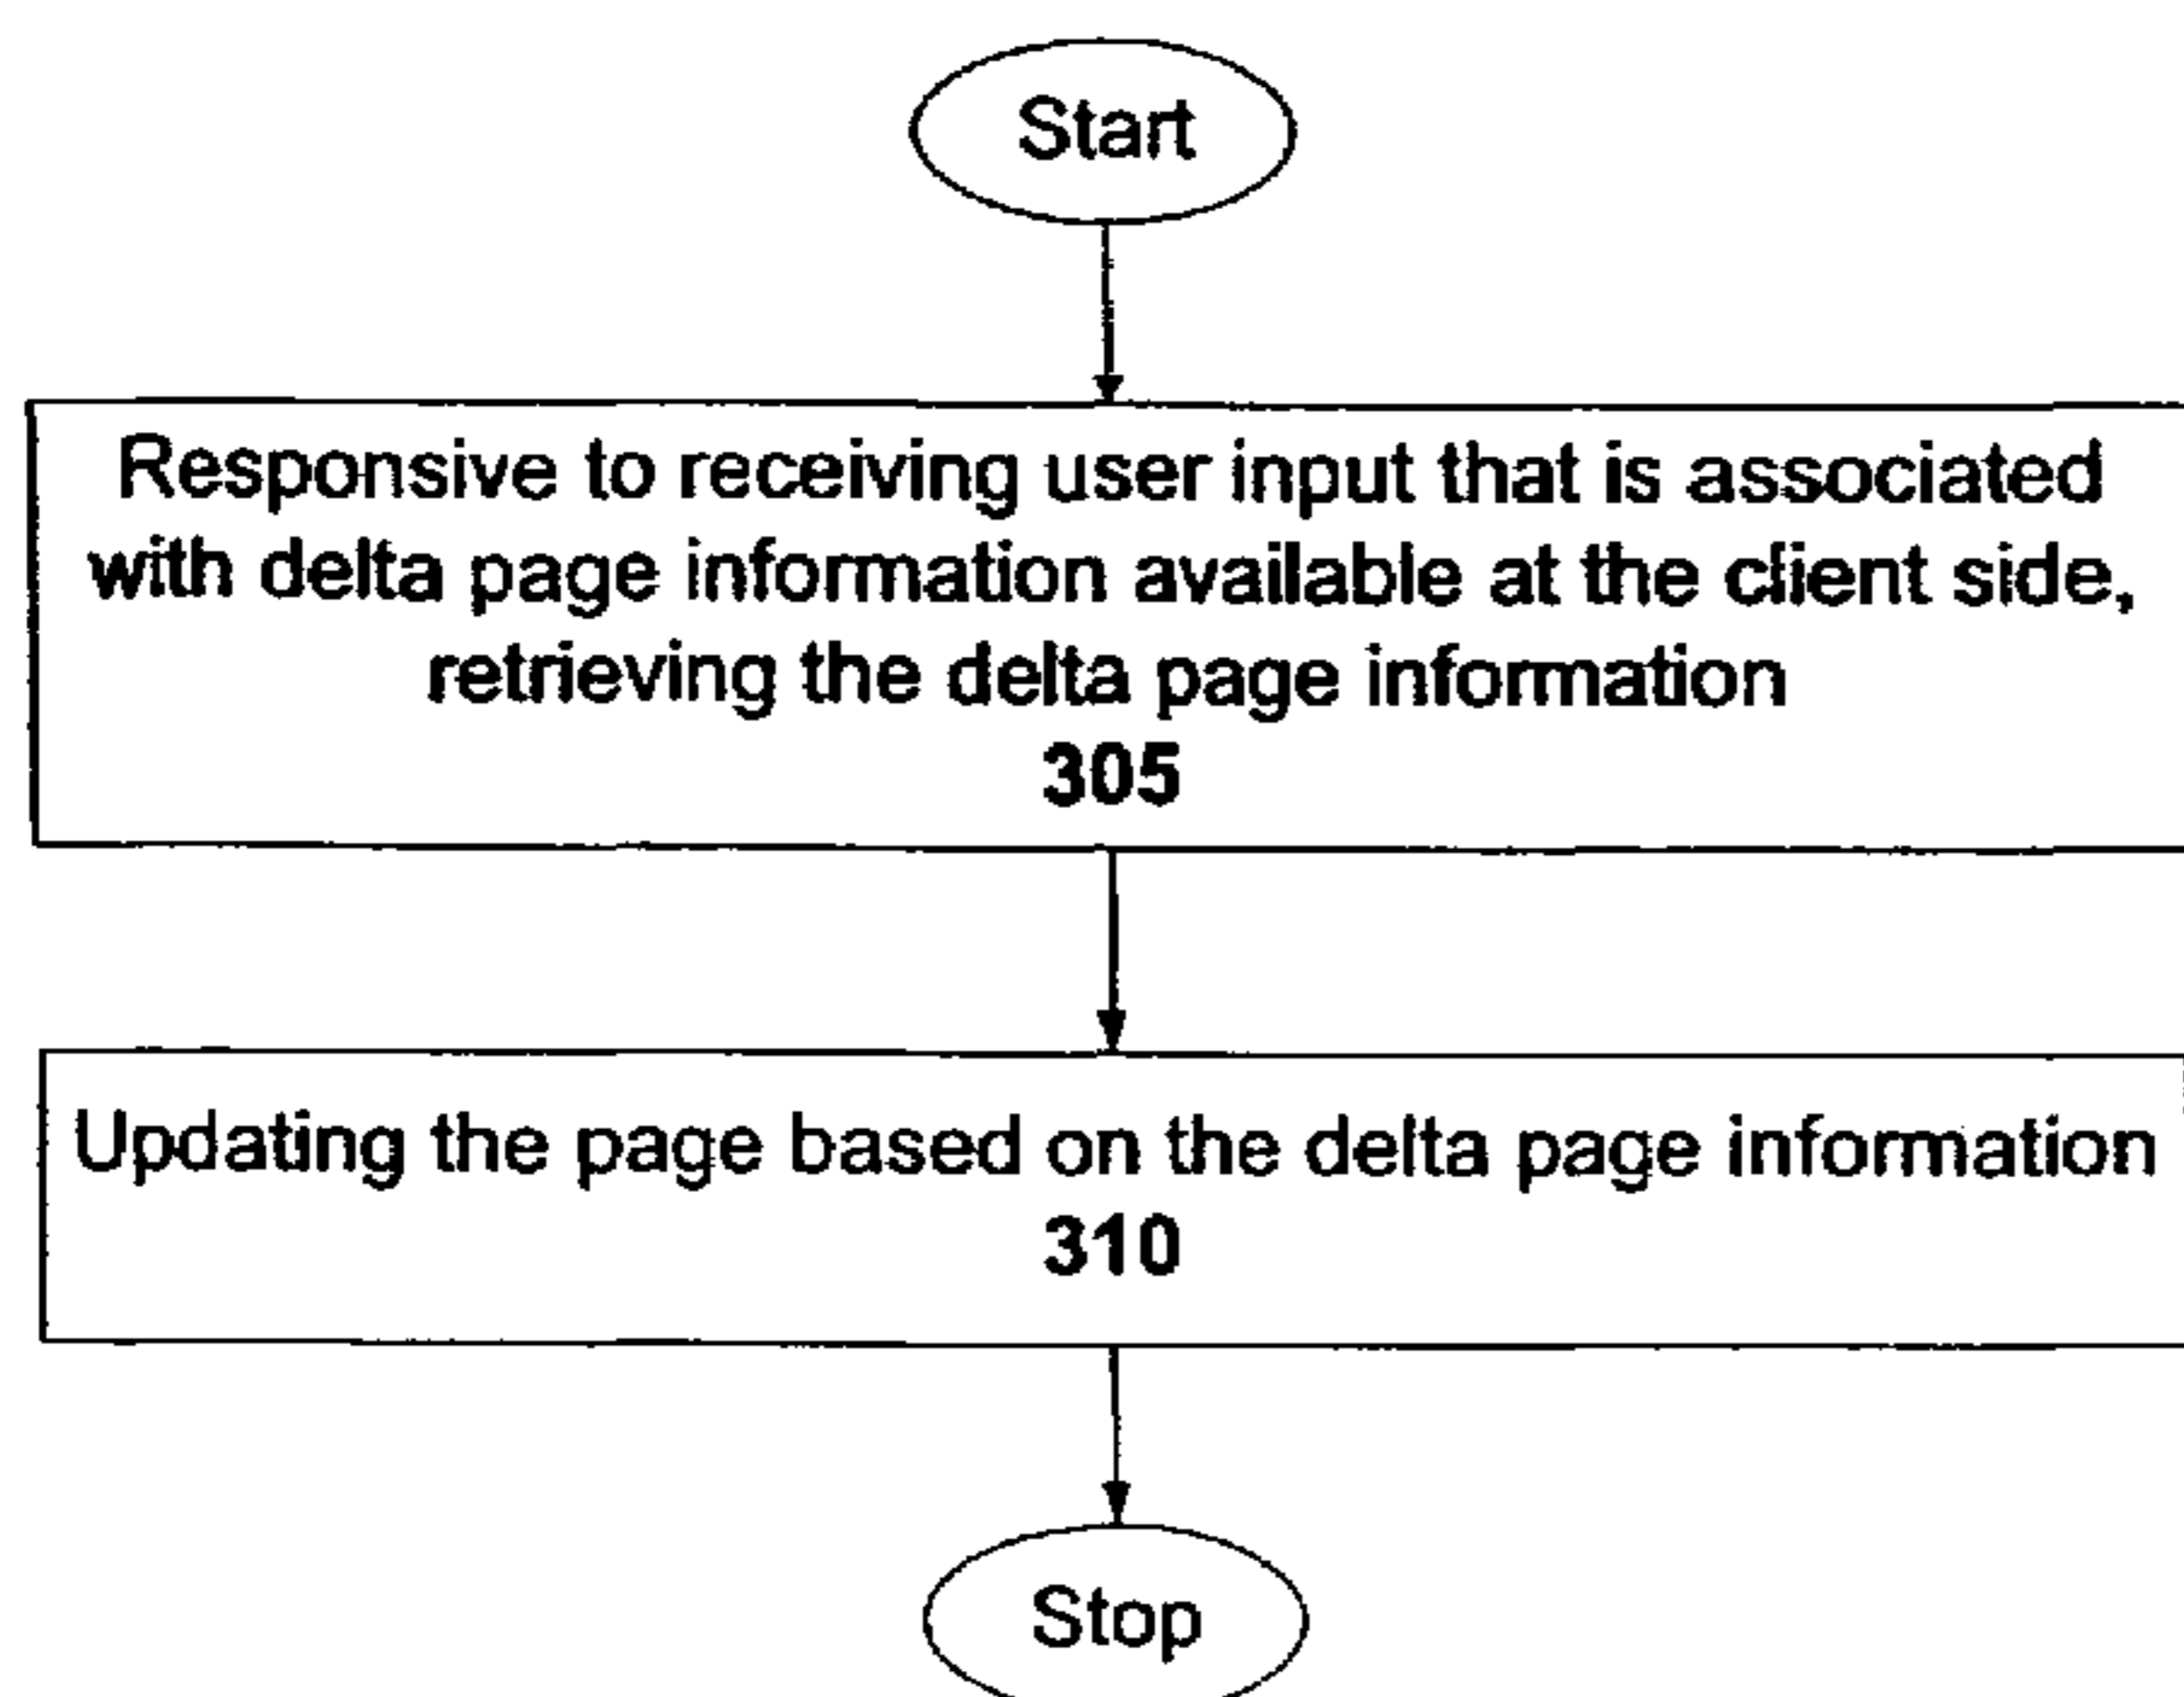 Start
Responsive to receiving user input that is associated
with delta page information available at the client side,
retrieving the delta page information
305
Updating the page based on the delta page information
310
Stop